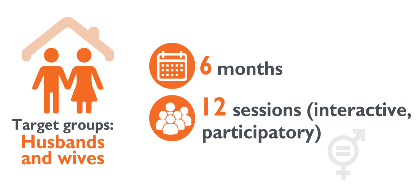 Target groups:
Husbands
and wives
6 months
12 sessions (interactive,
participatory)